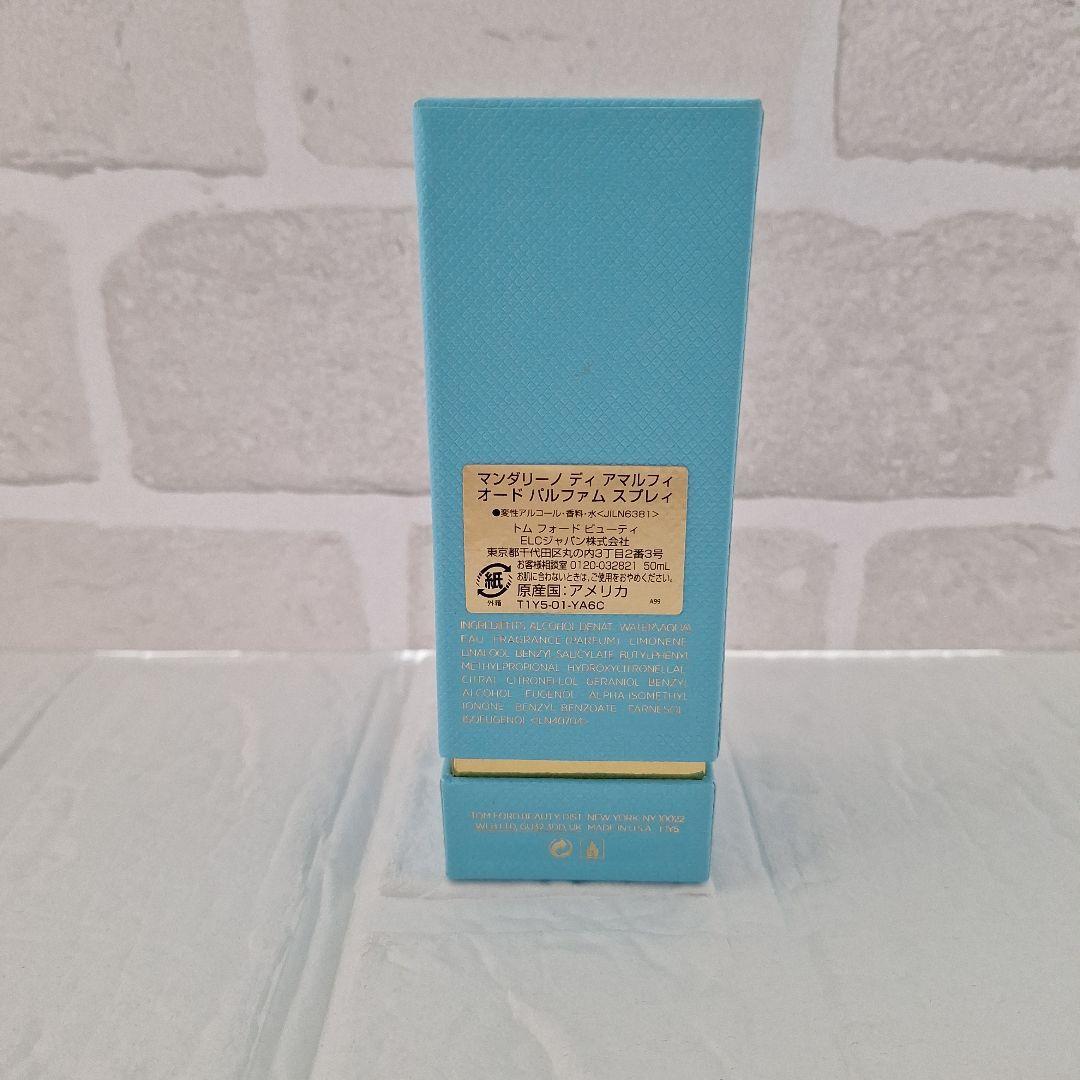 マンダリーノ ディ アマルフィ
オード パルファム スプレィ
●変性アルコール・香料・水<JILN6381>
トム フォード ビューティ
ELCジャパン株式会社
東京都千代田区丸の内3丁目2番3号
お客様相談室 0120-032821 50mL
お肌に合わないときは、ご使用をおやめください。
紙
外箱
原産国:アメリカ
T1Y5-01-YA6C
A99
INGREDIENTS: ALCOHOL DENAT. WATER\AQUA\
EAU FRAGRANCE (PARFUM) LIMONENE
LINALOOL BENZYL SALICYLATE BUTYLPHENYL
METHYLPROPIONAL HYDROXYCITRONELLAL
CITRAL CITRONELLOL GERANIOL BENZYL
ALCOHOL EUGENOL ALPHA-ISOMETHYL
IONONE BENZYL BENZOATE FARNESOL
ISOEUGENOL <ILN40704>
TOM FORD BEAUTY DIST. NEW YORK, NY 10022
GU32 3DD, UK MADE IN U.S.A. T1Y5